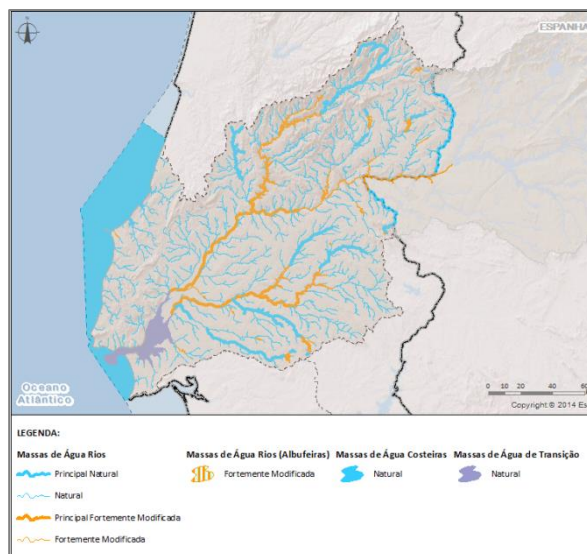 ESPANHA
Oceano
Atlântico
0 20 40 60
Copyright © 2014 Es
LEGENDA:
Massas de Água Rios
Principal Natural
Natural
Principal Fortemente Modificada
Fortemente Modificada
Massas de Água Rios (Albufeiras)
Fortemente Modificada
Massas de Água Costeiras
Natural
Massas de Água de Transição
Natural